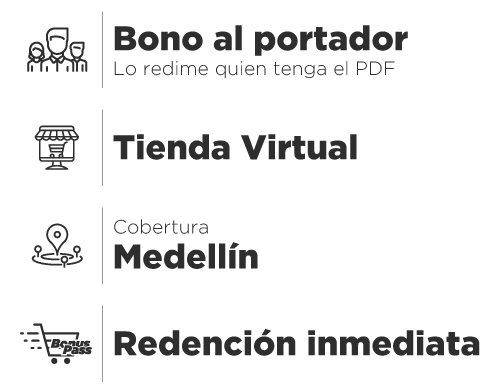 Bono al portador
Lo redime quien tenga el PDF
Tienda Virtual
Cobertura
Medellín
Bonus
Pass
Redención inmediata